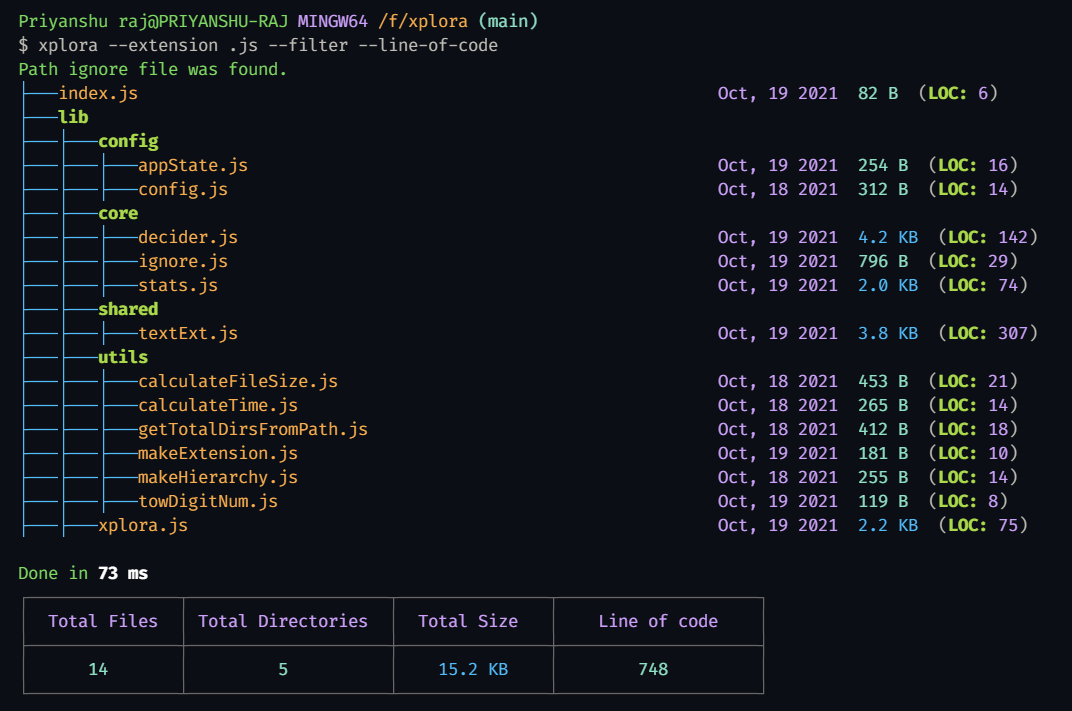 Priyanshu raj@PRIYANSHU-RAJ MINGW64 /f/xplora (main)
$ xplora --extension .js --filter --line-of-code
Path ignore file was found.
index.js Oct, 19 2021 82 B (LOC: 6)
lib
config
appState.js Oct, 19 2021 254 B (LOC: 16)
config.js Oct, 18 2021 312 B (LOC: 14)
core
decider.js Oct, 19 2021 4.2 KB (LOC: 142)
ignore.js Oct, 19 2021 796 B (LOC: 29)
stats.js Oct, 19 2021 2.0 KB (LOC: 74)
shared
textExt.js Oct, 19 2021 3.8 KB (LOC: 307)
utils
calculateFileSize.js Oct, 18 2021 453 B (LOC: 21)
calculateTime.js Oct, 18 2021 265 B (LOC: 14)
getTotalDirsFromPath.js Oct, 18 2021 412 B (LOC: 18)
makeExtension.js Oct, 19 2021 181 B (LOC: 10)
makeHierarchy.js Oct, 18 2021 255 B (LOC: 14)
towDigitNum.js Oct, 19 2021 119 B (LOC: 8)
xplora.js Oct, 19 2021 2.2 KB (LOC: 75)
Done in 73 ms
Total Files Total Directories Total Size Line of code
14 5 15.2 KB 748